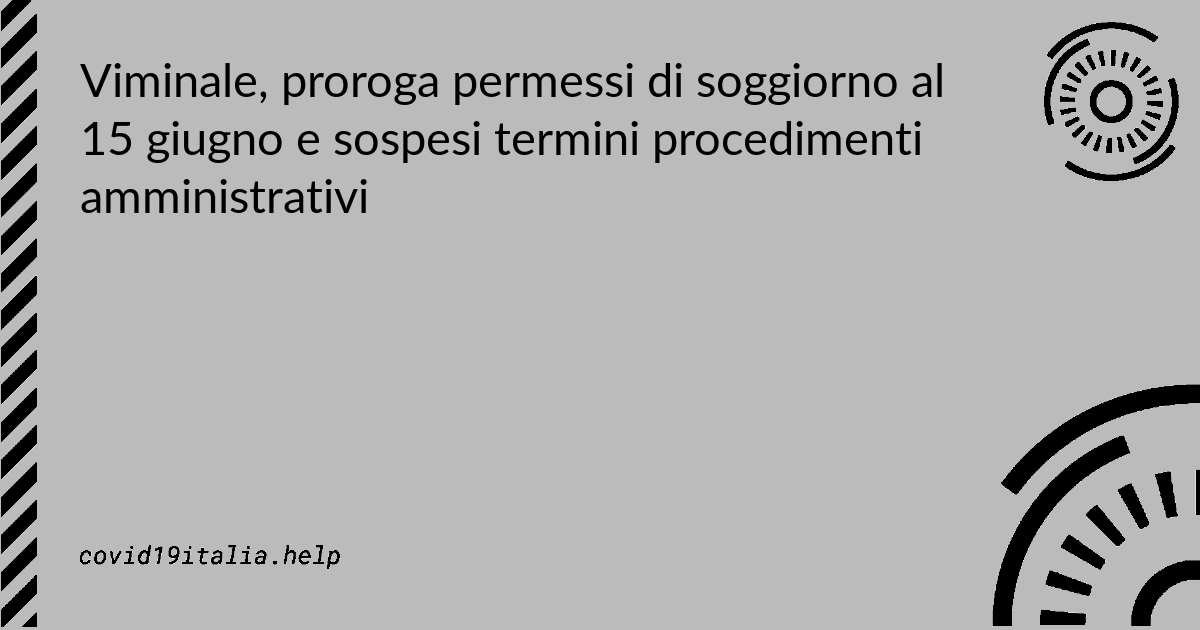 Viminale, proroga permessi di soggiorno al
15 giugno e sospesi termini procedimenti
amministrativi
covid19italia.help